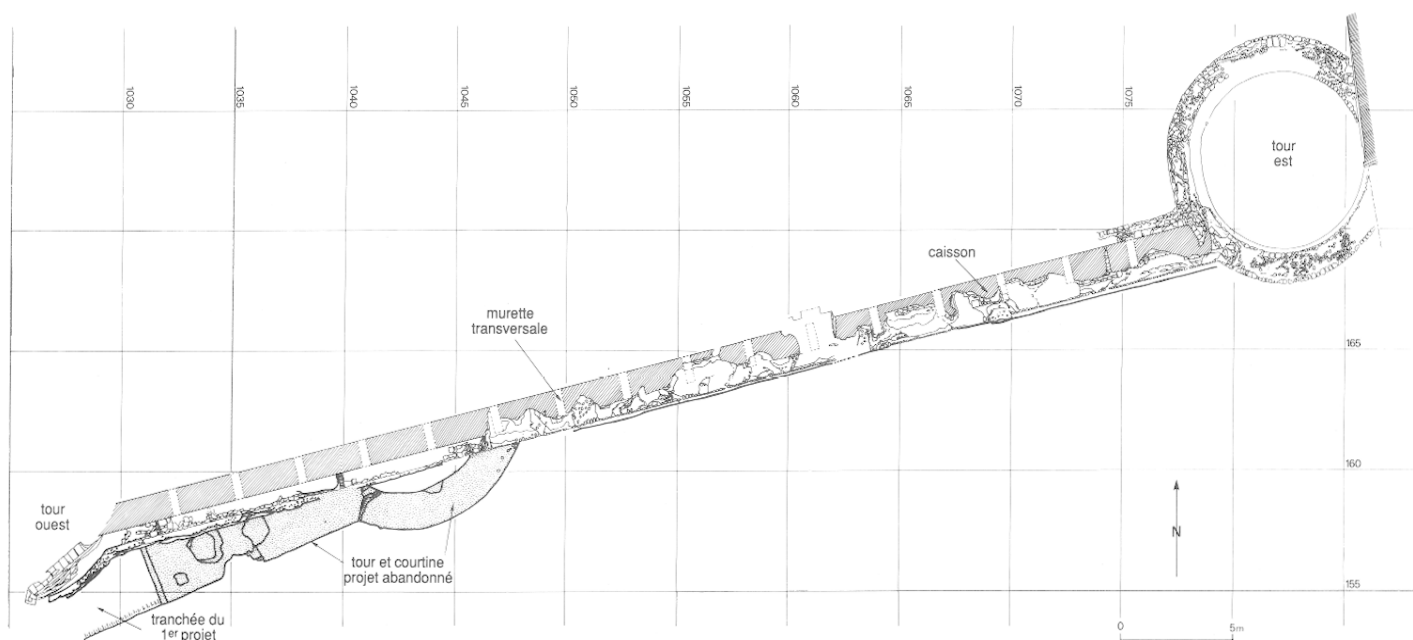 1030
1035
1040
1045
1050
1055
1060
1065
1070
1075
tour
est
caisson
murette
transversale
165
160
tour
ouest
N
tour et courtine
projet abandonné
155
tranchée du
1er projet
0 5m